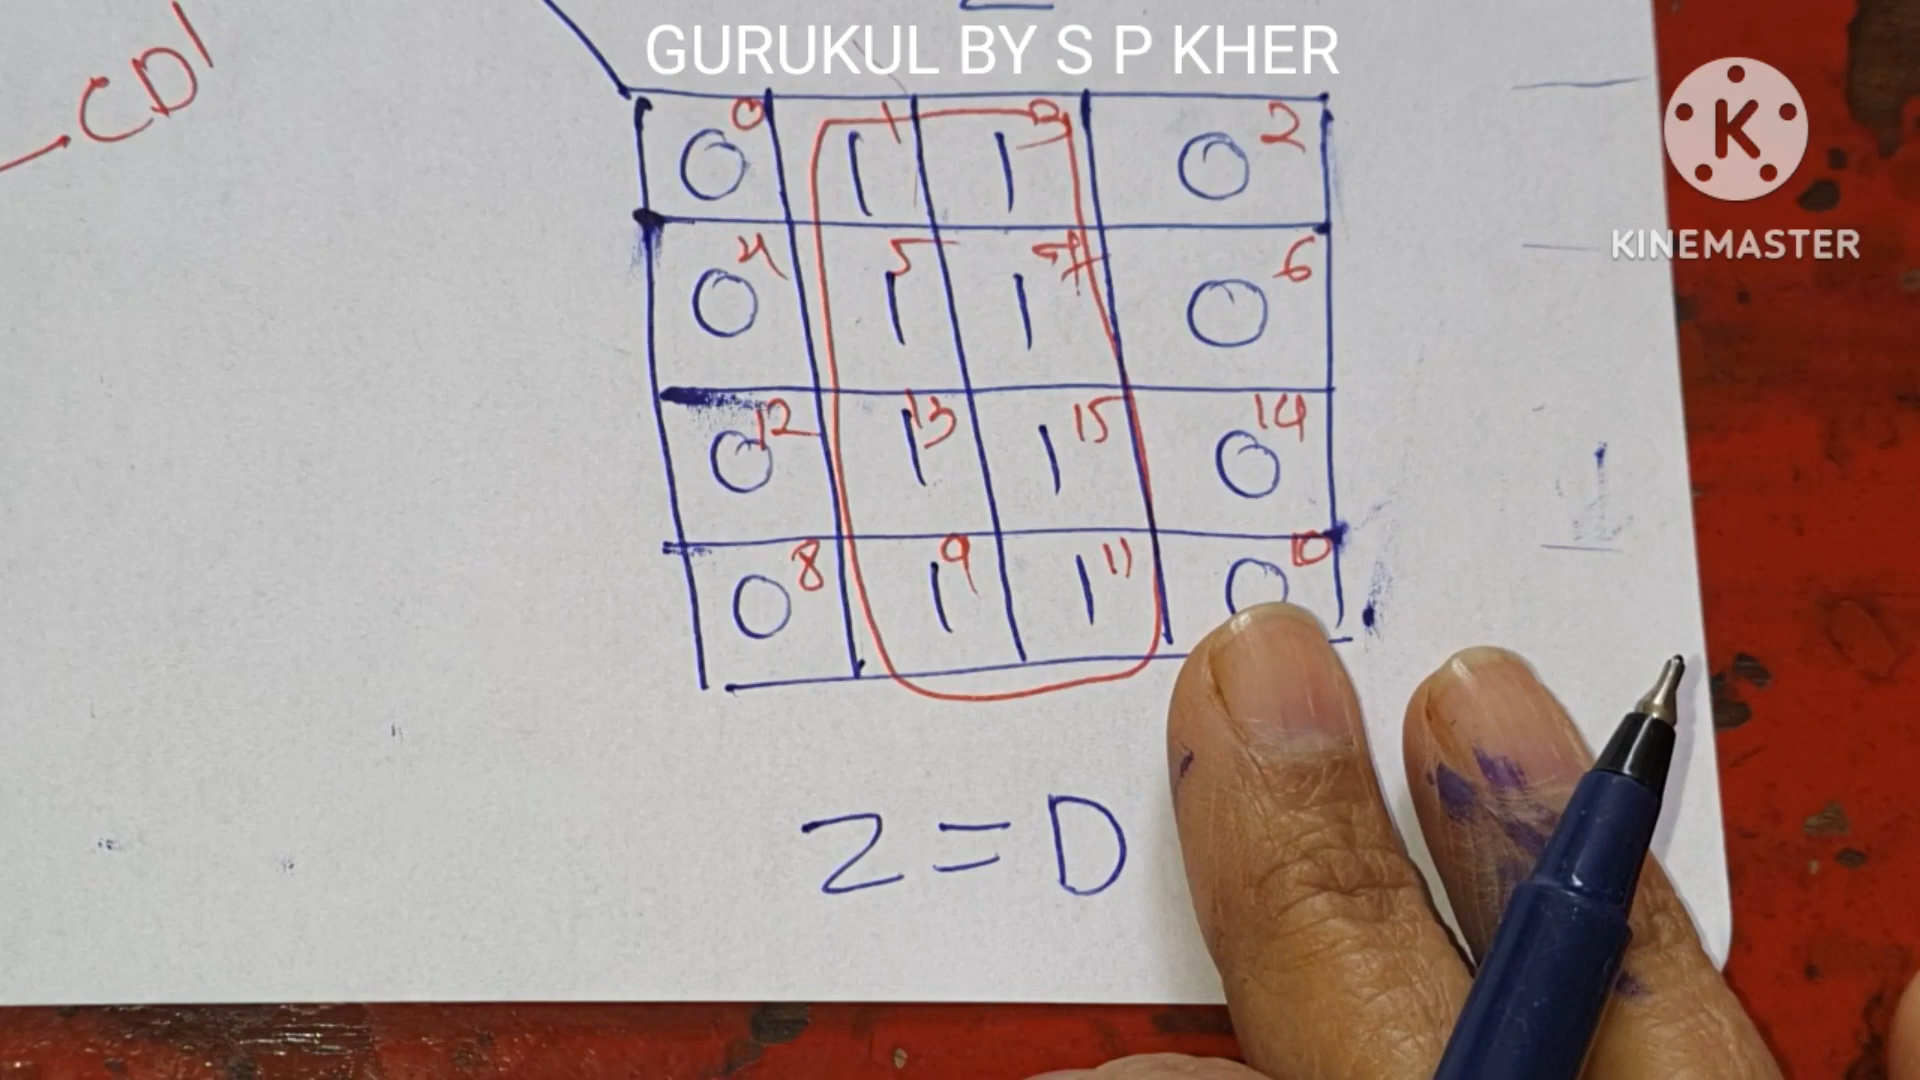 GURUKUL BY S P KHER
CD'
K
KINEMASTER
0 0 1 1 1 3 0 2
0 4 1 5 1 7 0 6
0 12 1 13 1 15 0 14
0 8 1 9 1 11 0 10
1
Z = D